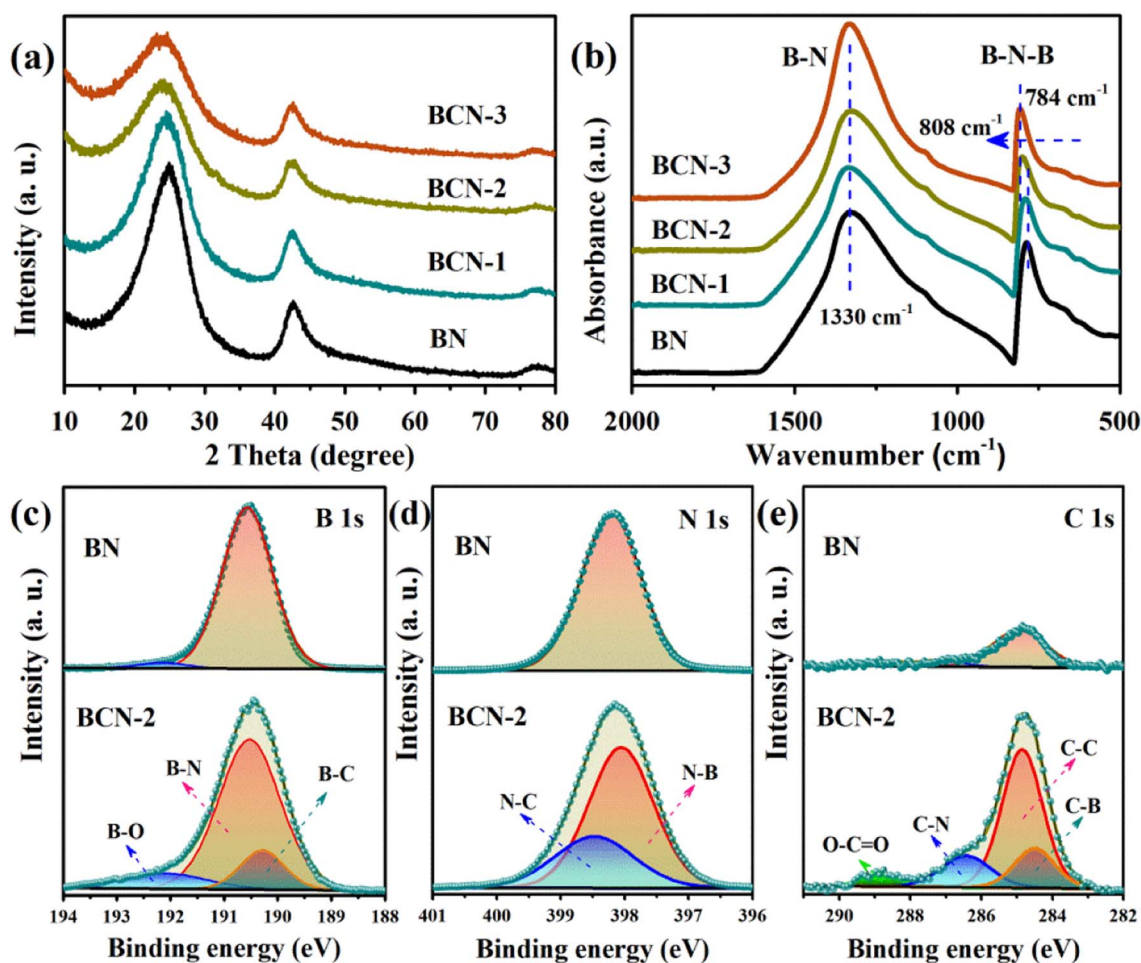 (a)
Intensity (a. u.)
BCN-3
BCN-2
BCN-1
BN
10 20 30 40 50 60 70 80
2 Theta (degree)
(b)
Absorbance (a.u.)
B-N
B-N-B
784 cm-1
808 cm-1
BCN-3
BCN-2
BCN-1
BN
1330 cm-1
2000 1500 1000 500
Wavenumber (cm-1)
(c)
B 1s
BN
Intensity (a. u.)
BCN-2
B-N
B-C
B-O
194 193 192 191 190 189 188
Binding energy (eV)
(d)
N 1s
BN
Intensity (a. u.)
BCN-2
N-C
N-B
401 400 399 398 397 396
Binding energy (eV)
(e)
C 1s
BN
Intensity (a. u.)
BCN-2
C-C
C-B
C-N
O-C=O
290 288 286 284 282
Binding energy (eV)